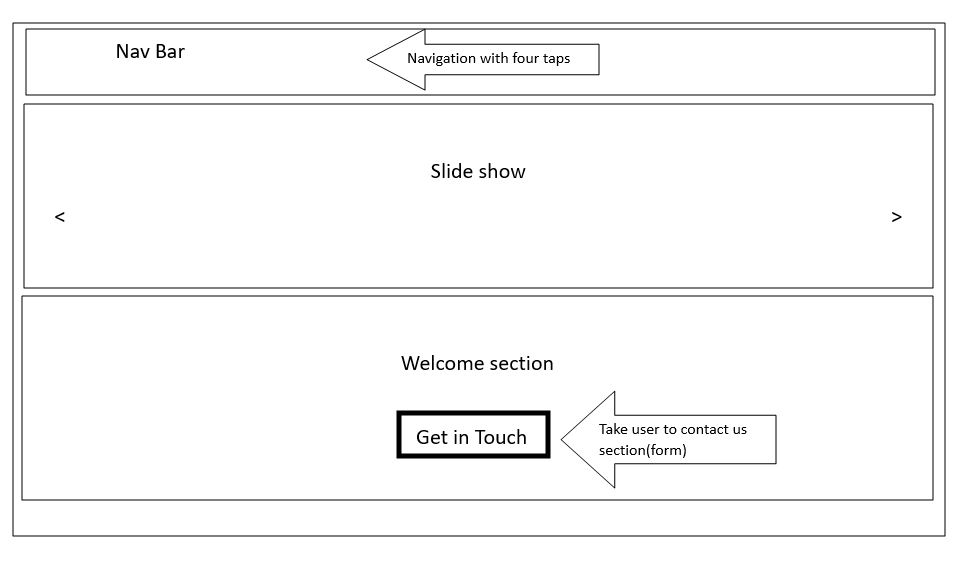 Nav Bar
Navigation with four taps
Slide show
< >
Welcome section
Get in Touch
Take user to contact us
section(form)